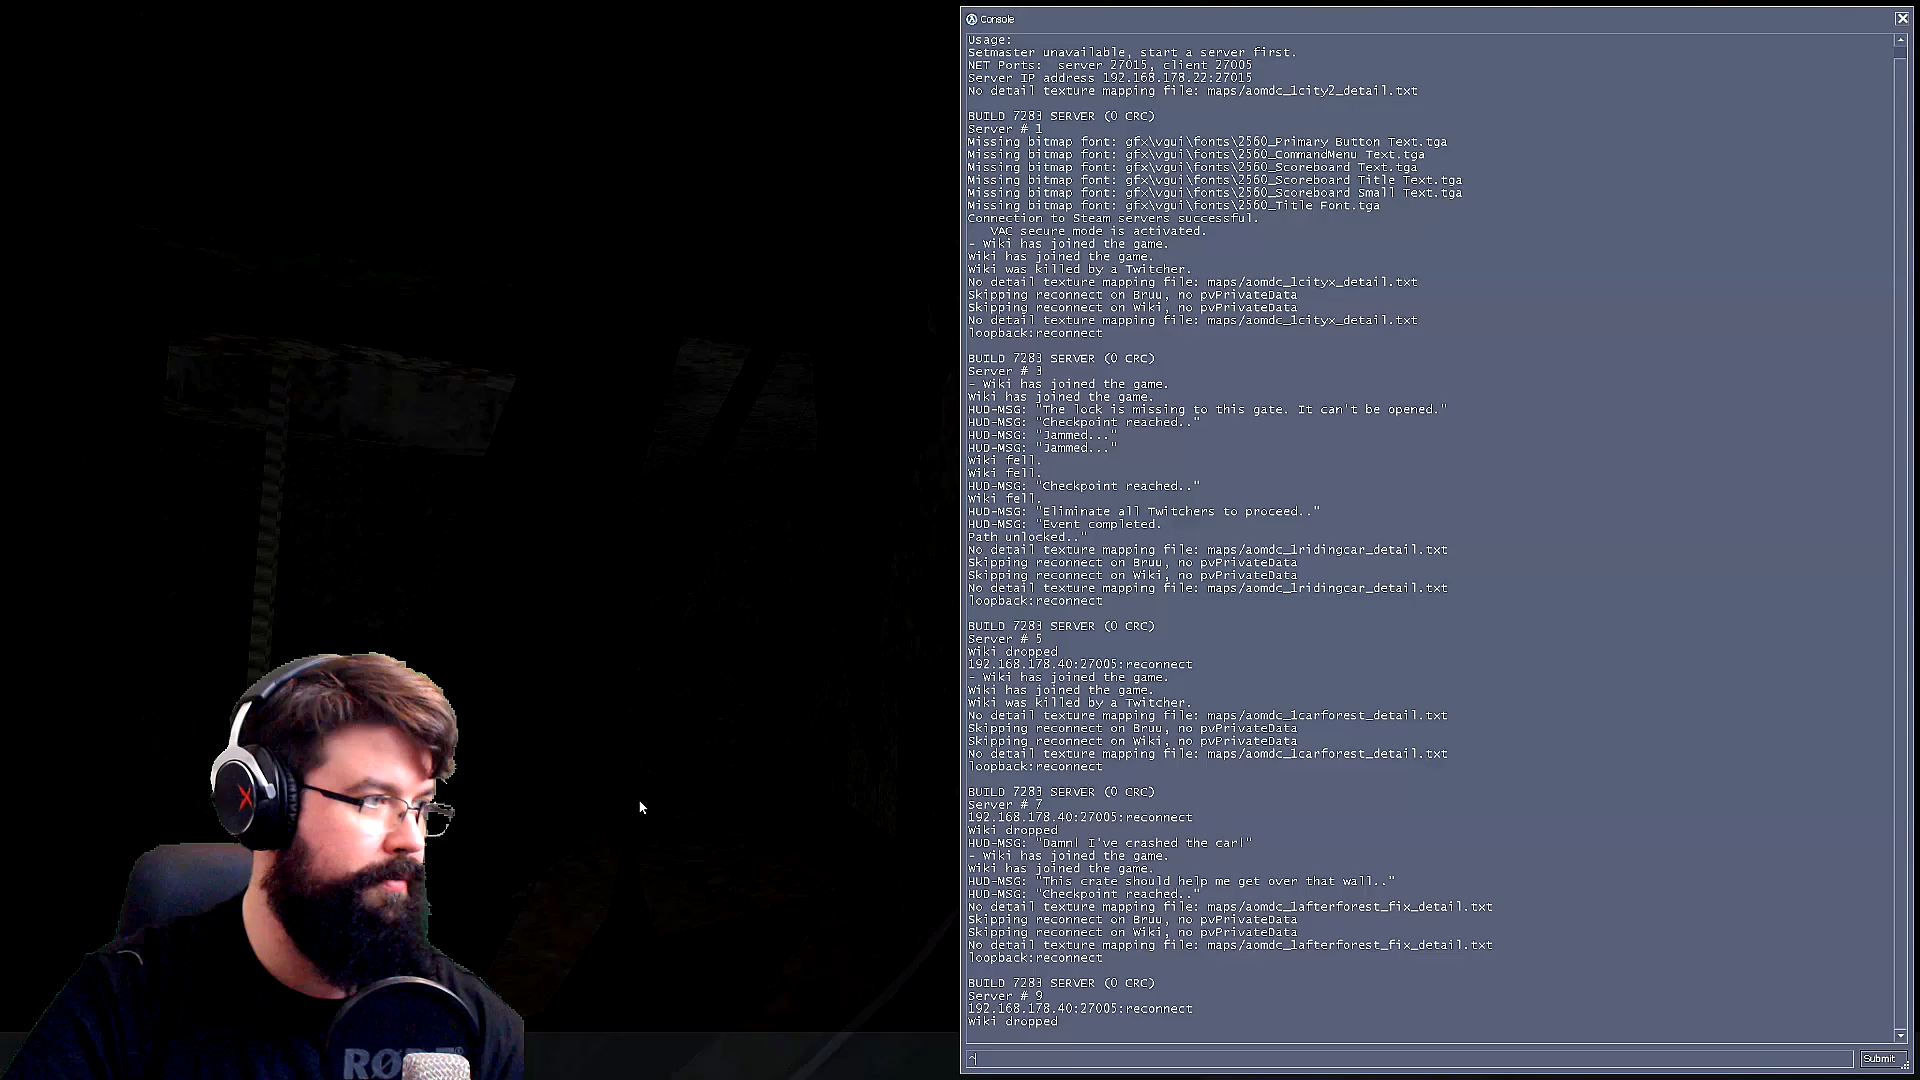 Console
Usage:
Setmaster unavailable, start a server first.
NET Ports:  server 27015, client 27005
Server IP address 192.168.178.22:27015
No detail texture mapping file: maps/aomdc_1city2_detail.txt
BUILD 7283 SERVER (0 CRC)
Server # 1
Missing bitmap font: gfx\vgui\fonts\2560_Primary Button Text.tga
Missing bitmap font: gfx\vgui\fonts\2560_CommandMenu Text.tga
Missing bitmap font: gfx\vgui\fonts\2560_Scoreboard Text.tga
Missing bitmap font: gfx\vgui\fonts\2560_Scoreboard Title Text.tga
Missing bitmap font: gfx\vgui\fonts\2560_Scoreboard Small Text.tga
Missing bitmap font: gfx\vgui\fonts\2560_Title Font.tga
Connection to Steam servers successful.
VAC secure mode is activated.
- Wiki has joined the game.
Wiki has joined the game.
Wiki was killed by a Twitcher.
No detail texture mapping file: maps/aomdc_1cityx_detail.txt
Skipping reconnect on Bruu, no pvPrivateData
Skipping reconnect on Wiki, no pvPrivateData
No detail texture mapping file: maps/aomdc_1cityx_detail.txt
loopback:reconnect
BUILD 7283 SERVER (0 CRC)
Server # 3
- Wiki has joined the game.
Wiki has joined the game.
HUD-MSG: "The lock is missing to this gate. It can't be opened."
HUD-MSG: "Checkpoint reached.."
HUD-MSG: "Jammed..."
HUD-MSG: "Jammed..."
Wiki fell.
Wiki fell.
HUD-MSG: "Checkpoint reached.."
Wiki fell.
HUD-MSG: "Eliminate all Twitchers to proceed.."
HUD-MSG: "Event completed.
Path unlocked.."
No detail texture mapping file: maps/aomdc_1ridingcar_detail.txt
Skipping reconnect on Bruu, no pvPrivateData
Skipping reconnect on Wiki, no pvPrivateData
No detail texture mapping file: maps/aomdc_1ridingcar_detail.txt
loopback:reconnect
BUILD 7283 SERVER (0 CRC)
Server # 5
Wiki dropped
192.168.178.40:27005:reconnect
- Wiki has joined the game.
Wiki has joined the game.
Wiki was killed by a Twitcher.
No detail texture mapping file: maps/aomdc_1carforest_detail.txt
Skipping reconnect on Bruu, no pvPrivateData
Skipping reconnect on Wiki, no pvPrivateData
No detail texture mapping file: maps/aomdc_1carforest_detail.txt
loopback:reconnect
BUILD 7283 SERVER (0 CRC)
Server # 7
192.168.178.40:27005:reconnect
Wiki dropped
HUD-MSG: "Damn! I've crashed the car!"
- Wiki has joined the game.
Wiki has joined the game.
HUD-MSG: "This crate should help me get over that wall.."
HUD-MSG: "Checkpoint reached.."
No detail texture mapping file: maps/aomdc_1afterforest_fix_detail.txt
Skipping reconnect on Bruu, no pvPrivateData
Skipping reconnect on Wiki, no pvPrivateData
No detail texture mapping file: maps/aomdc_1afterforest_fix_detail.txt
loopback:reconnect
BUILD 7283 SERVER (0 CRC)
Server # 9
192.168.178.40:27005:reconnect
Wiki dropped
^
Submit
X
RØDE